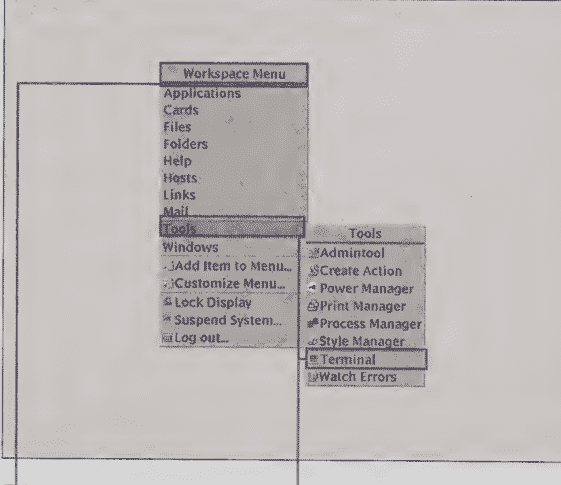 Workspace Menu
Applications
Cards
Files
Folders
Help
Hosts
Links
Mail
Tools
Windows
Add Item to Menu...
Customize Menu...
Lock Display
Suspend System...
Log out...
Tools
Admintool
Create Action
Power Manager
Print Manager
Process Manager
Style Manager
Terminal
Watch Errors